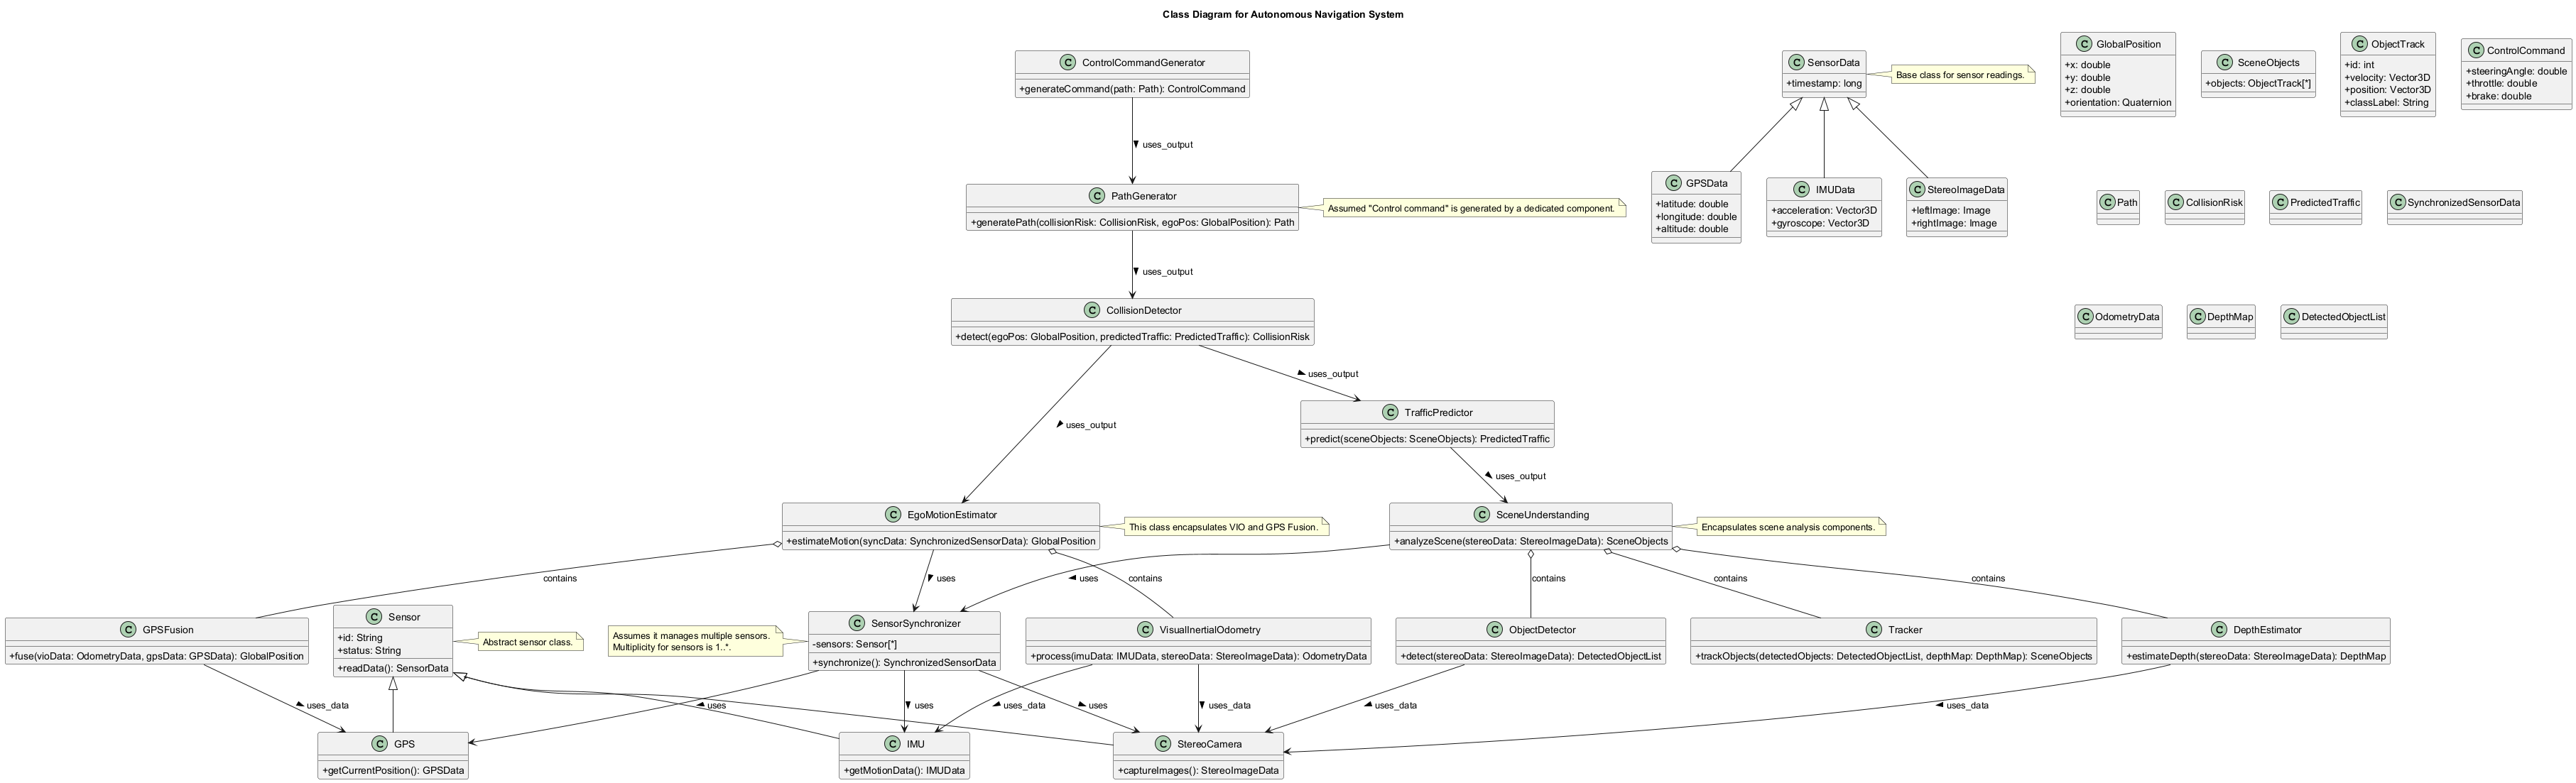 Class Diagram for Autonomous Navigation System
C ControlCommandGenerator
+generateCommand(path: Path): ControlCommand
C SensorData
+timestamp: long
Base class for sensor readings.
C GlobalPosition
+x: double
+y: double
+z: double
+orientation: Quaternion
C SceneObjects
+objects: ObjectTrack[*]
C ObjectTrack
+id: int
+velocity: Vector3D
+position: Vector3D
+classLabel: String
C ControlCommand
+steeringAngle: double
+throttle: double
+brake: double
uses_output
C PathGenerator
+generatePath(collisionRisk: CollisionRisk, egoPos: GlobalPosition): Path
Assumed "Control command" is generated by a dedicated component.
C GPSData
+latitude: double
+longitude: double
+altitude: double
C IMUData
+acceleration: Vector3D
+gyroscope: Vector3D
C StereoImageData
+leftImage: Image
+rightImage: Image
C Path
C CollisionRisk
C PredictedTraffic
C SynchronizedSensorData
uses_output
C CollisionDetector
+detect(egoPos: GlobalPosition, predictedTraffic: PredictedTraffic): CollisionRisk
C OdometryData
C DepthMap
C DetectedObjectList
uses_output
C TrafficPredictor
+predict(sceneObjects: SceneObjects): PredictedTraffic
uses_output
uses_output
C EgoMotionEstimator
+estimateMotion(syncData: SynchronizedSensorData): GlobalPosition
This class encapsulates VIO and GPS Fusion.
C SceneUnderstanding
+analyzeScene(stereoData: StereoImageData): SceneObjects
Encapsulates scene analysis components.
contains
uses
uses
contains
contains
contains
contains
C GPSFusion
+fuse(vioData: OdometryData, gpsData: GPSData): GlobalPosition
C Sensor
+id: String
+status: String
+readData(): SensorData
Abstract sensor class.
Assumes it manages multiple sensors.
Multiplicity for sensors is 1..*.
C SensorSynchronizer
-sensors: Sensor[*]
+synchronize(): SynchronizedSensorData
C VisualInertialOdometry
+process(imuData: IMUData, stereoData: StereoImageData): OdometryData
C ObjectDetector
+detect(stereoData: StereoImageData): DetectedObjectList
C Tracker
+trackObjects(detectedObjects: DetectedObjectList, depthMap: DepthMap): SceneObjects
C DepthEstimator
+estimateDepth(stereoData: StereoImageData): DepthMap
uses_data
uses
uses
uses_data
uses
uses_data
uses_data
uses_data
C GPS
+getCurrentPosition(): GPSData
C IMU
+getMotionData(): IMUData
C StereoCamera
+captureImages(): StereoImageData